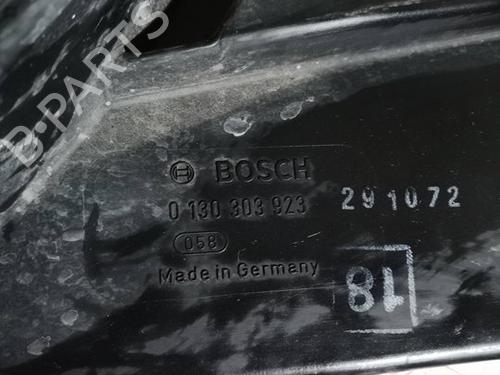 B-PARTS
BOSCH
0 130 303 923
291072
058
Made in Germany
18